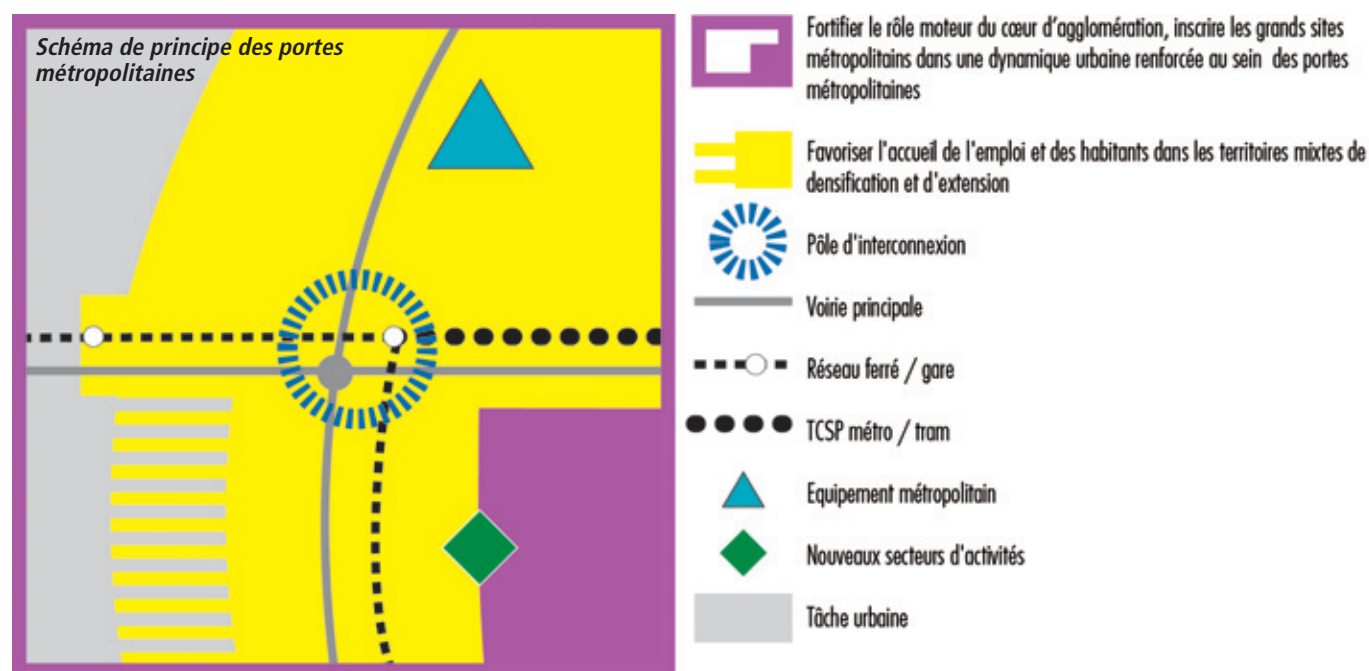 Schéma de principe des portes
métropolitaines
Fortifier le rôle moteur du cœur d'agglomération, inscrire les grands sites
métropolitains dans une dynamique urbaine renforcée au sein des portes
métropolitaines
Favoriser l'accueil de l'emploi et des habitants dans les territoires mixtes de
densification et d'extension
Pôle d'interconnexion
Voirie principale
Réseau ferré / gare
TCSP métro / tram
Equipement métropolitain
Nouveaux secteurs d'activités
Tâche urbaine